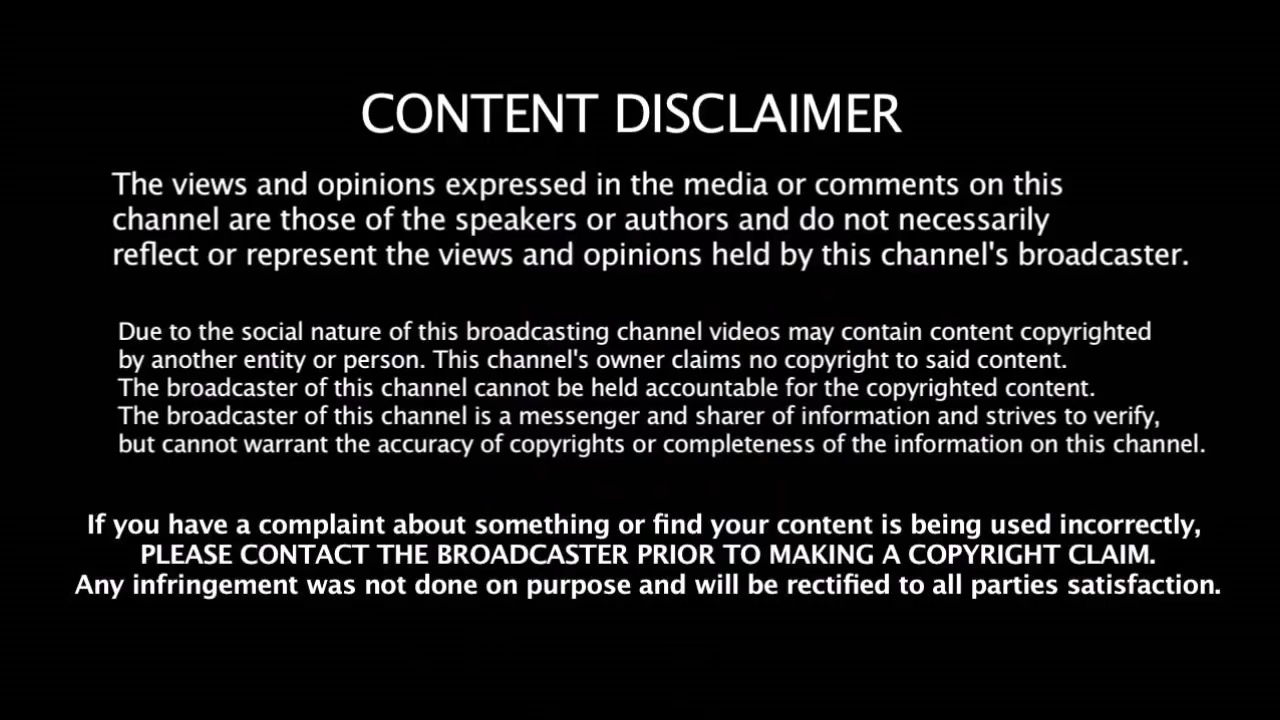 CONTENT DISCLAIMER
The views and opinions expressed in the media or comments on this
channel are those of the speakers or authors and do not necessarily
reflect or represent the views and opinions held by this channel's broadcaster.
Due to the social nature of this broadcasting channel videos may contain content copyrighted
by another entity or person. This channel's owner claims no copyright to said content.
The broadcaster of this channel cannot be held accountable for the copyrighted content.
The broadcaster of this channel is a messenger and sharer of information and strives to verify,
but cannot warrant the accuracy of copyrights or completeness of the information on this channel.
If you have a complaint about something or find your content is being used incorrectly,
PLEASE CONTACT THE BROADCASTER PRIOR TO MAKING A COPYRIGHT CLAIM.
Any infringement was not done on purpose and will be rectified to all parties satisfaction.